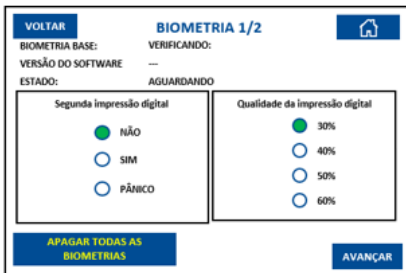 VOLTAR
BIOMETRIA 1/2
BIOMETRIA BASE: VERIFICANDO:
VERSÃO DO SOFTWARE ---
ESTADO: AGUARDANDO
Segunda impressão digital
NÃO
SIM
PÂNICO
Qualidade da impressão digital
30%
40%
50%
60%
APAGAR TODAS AS
BIOMETRIAS
AVANÇAR